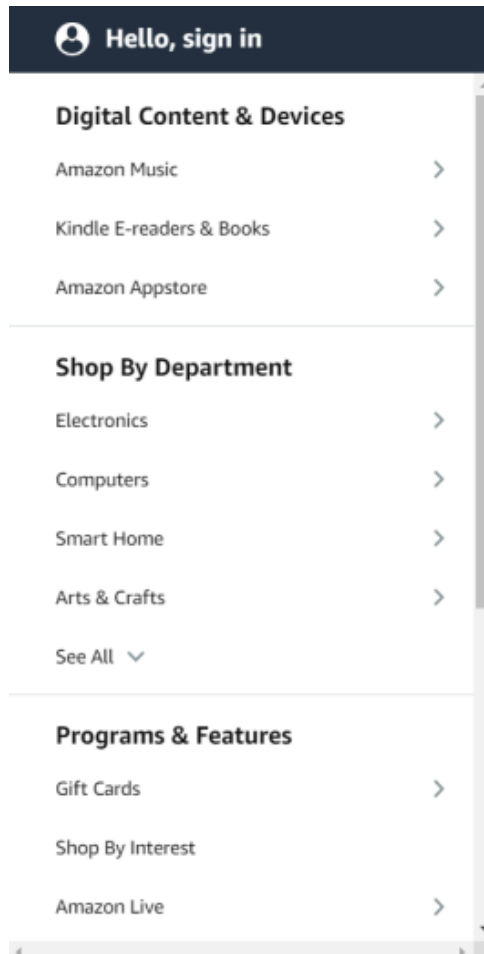 Hello, sign in
Digital Content & Devices
Amazon Music
Kindle E-readers & Books
Amazon Appstore
Shop By Department
Electronics
Computers
Smart Home
Arts & Crafts
See All
Programs & Features
Gift Cards
Shop By Interest
Amazon Live